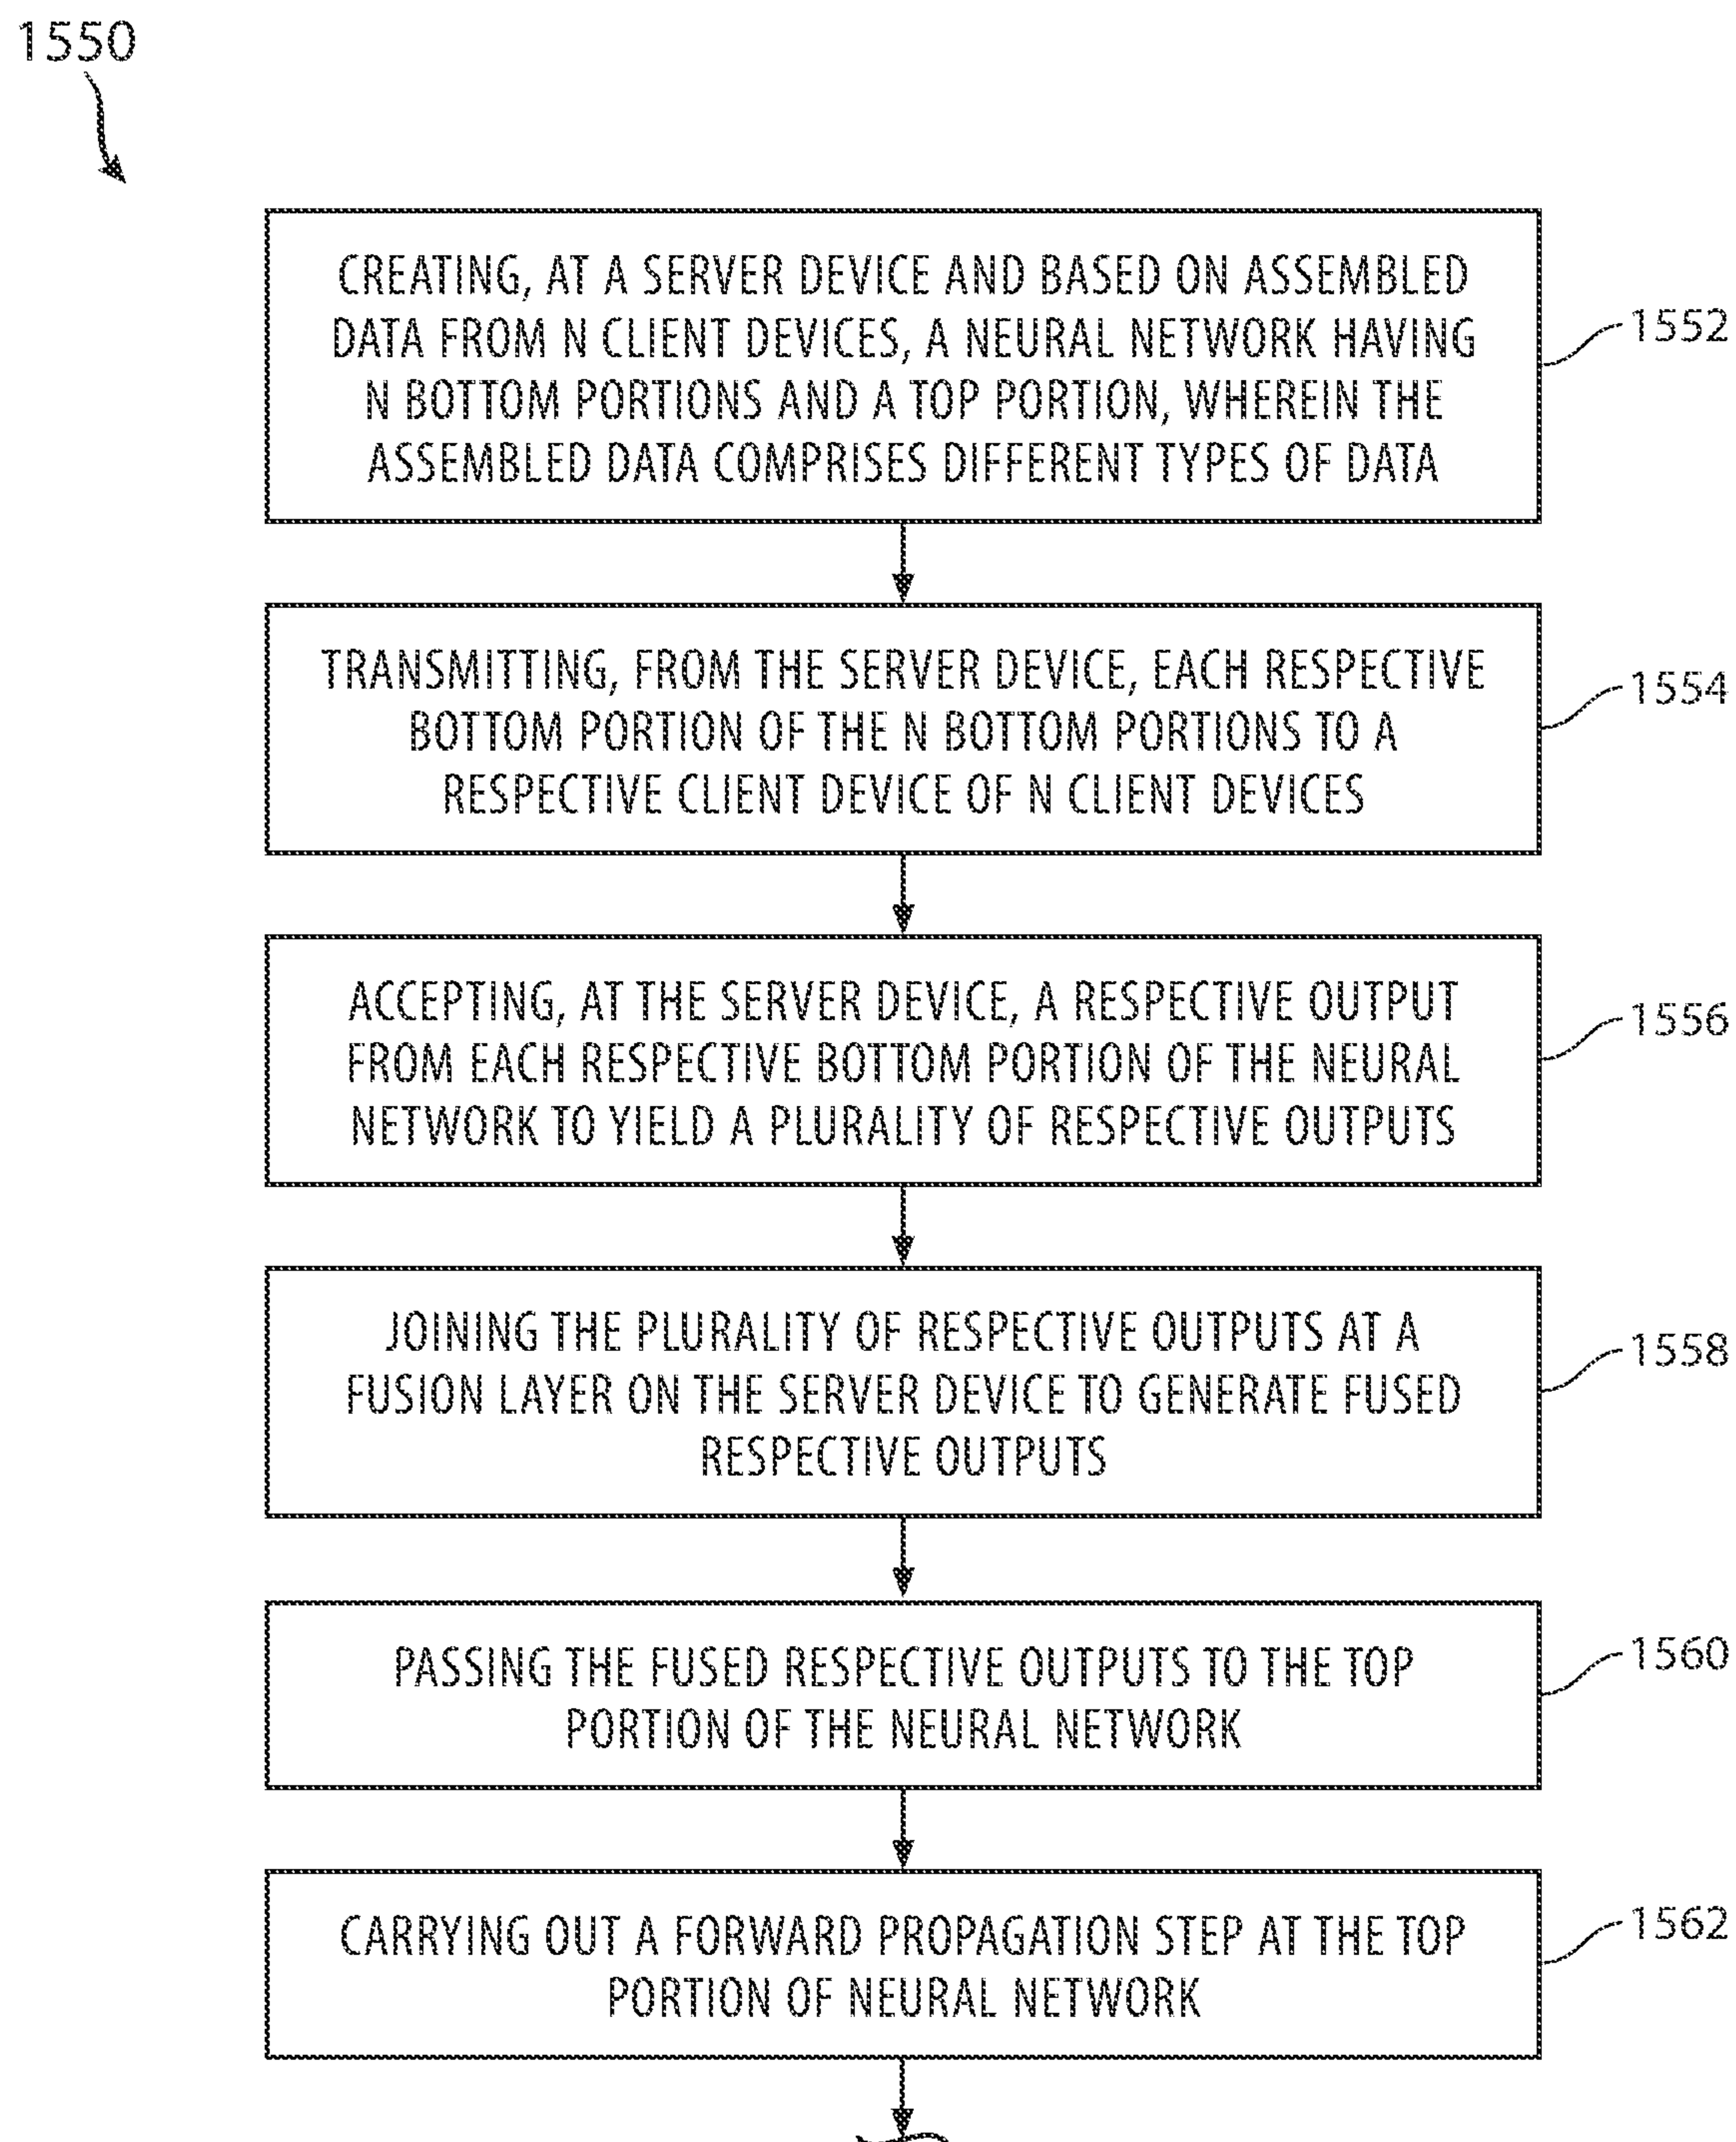 1550
CREATING, AT A SERVER DEVICE AND BASED ON ASSEMBLED
DATA FROM N CLIENT DEVICES, A NEURAL NETWORK HAVING
N BOTTOM PORTIONS AND A TOP PORTION, WHEREIN THE
ASSEMBLED DATA COMPRISES DIFFERENT TYPES OF DATA
1552
TRANSMITTING, FROM THE SERVER DEVICE, EACH RESPECTIVE
BOTTOM PORTION OF THE N BOTTOM PORTIONS TO A
RESPECTIVE CLIENT DEVICE OF N CLIENT DEVICES
1554
ACCEPTING, AT THE SERVER DEVICE, A RESPECTIVE OUTPUT
FROM EACH RESPECTIVE BOTTOM PORTION OF THE NEURAL
NETWORK TO YIELD A PLURALITY OF RESPECTIVE OUTPUTS
1556
JOINING THE PLURALITY OF RESPECTIVE OUTPUTS AT A
FUSION LAYER ON THE SERVER DEVICE TO GENERATE FUSED
RESPECTIVE OUTPUTS
1558
PASSING THE FUSED RESPECTIVE OUTPUTS TO THE TOP
PORTION OF THE NEURAL NETWORK
1560
CARRYING OUT A FORWARD PROPAGATION STEP AT THE TOP
PORTION OF NEURAL NETWORK
1562